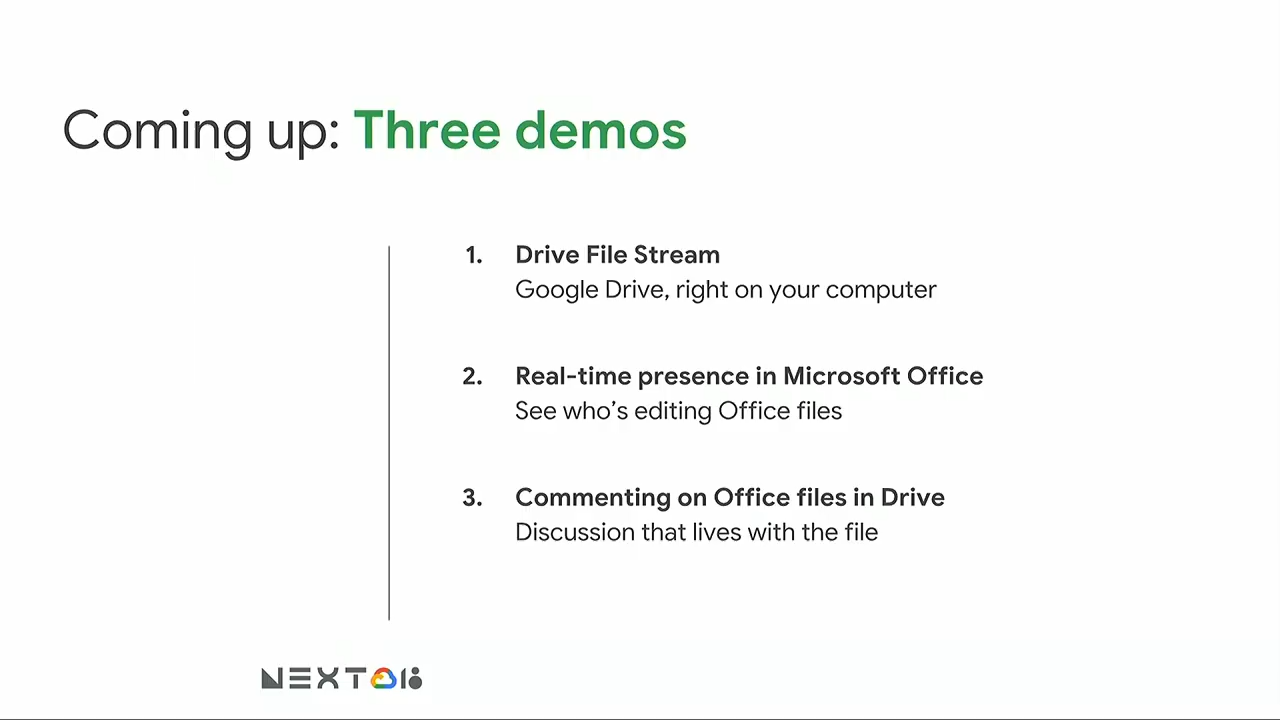 Coming up: Three demos
1. Drive File Stream
Google Drive, right on your computer
2. Real-time presence in Microsoft Office
See who's editing Office files
3. Commenting on Office files in Drive
Discussion that lives with the file
NEXT 18